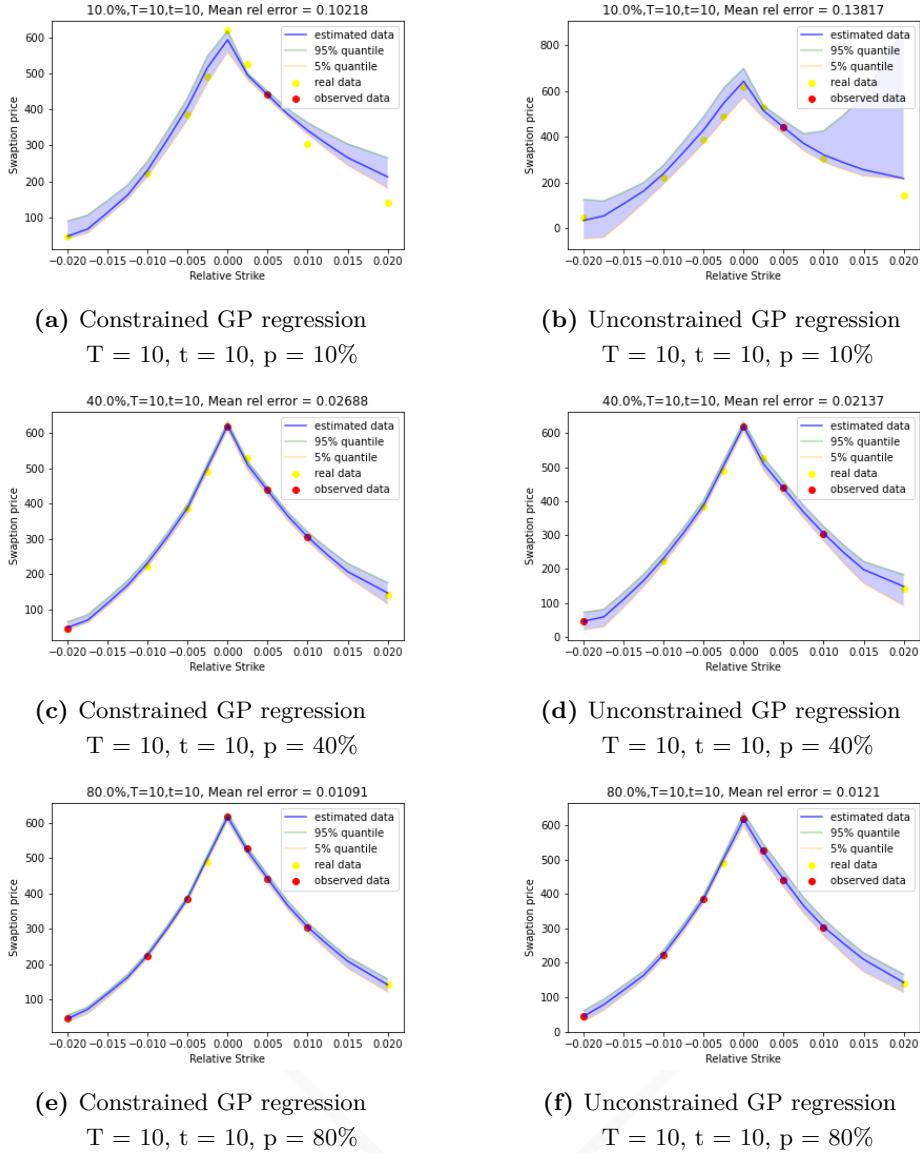 10.0%,T=10,t=10, Mean rel error = 0.10218
Swaption price
600
500
400
300
200
100
estimated data
95% quantile
5% quantile
real data
observed data
−0.020 −0.015 −0.010 −0.005 0.000 0.005 0.010 0.015 0.020
Relative Strike
(a) Constrained GP regression
T = 10, t = 10, p = 10%
10.0%,T=10,t=10, Mean rel error = 0.13817
Swaption price
800
600
400
200
0
estimated data
95% quantile
5% quantile
real data
observed data
−0.020 −0.015 −0.010 −0.005 0.000 0.005 0.010 0.015 0.020
Relative Strike
(b) Unconstrained GP regression
T = 10, t = 10, p = 10%
40.0%,T=10,t=10, Mean rel error = 0.02688
Swaption price
600
500
400
300
200
100
estimated data
95% quantile
5% quantile
real data
observed data
−0.020 −0.015 −0.010 −0.005 0.000 0.005 0.010 0.015 0.020
Relative Strike
(c) Constrained GP regression
T = 10, t = 10, p = 40%
40.0%,T=10,t=10, Mean rel error = 0.02137
Swaption price
600
500
400
300
200
100
0
estimated data
95% quantile
5% quantile
real data
observed data
−0.020 −0.015 −0.010 −0.005 0.000 0.005 0.010 0.015 0.020
Relative Strike
(d) Unconstrained GP regression
T = 10, t = 10, p = 40%
80.0%,T=10,t=10, Mean rel error = 0.01091
Swaption price
600
500
400
300
200
100
estimated data
95% quantile
5% quantile
real data
observed data
−0.020 −0.015 −0.010 −0.005 0.000 0.005 0.010 0.015 0.020
Relative Strike
(e) Constrained GP regression
T = 10, t = 10, p = 80%
80.0%,T=10,t=10, Mean rel error = 0.0121
Swaption price
600
500
400
300
200
100
0
estimated data
95% quantile
5% quantile
real data
observed data
−0.020 −0.015 −0.010 −0.005 0.000 0.005 0.010 0.015 0.020
Relative Strike
(f) Unconstrained GP regression
T = 10, t = 10, p = 80%